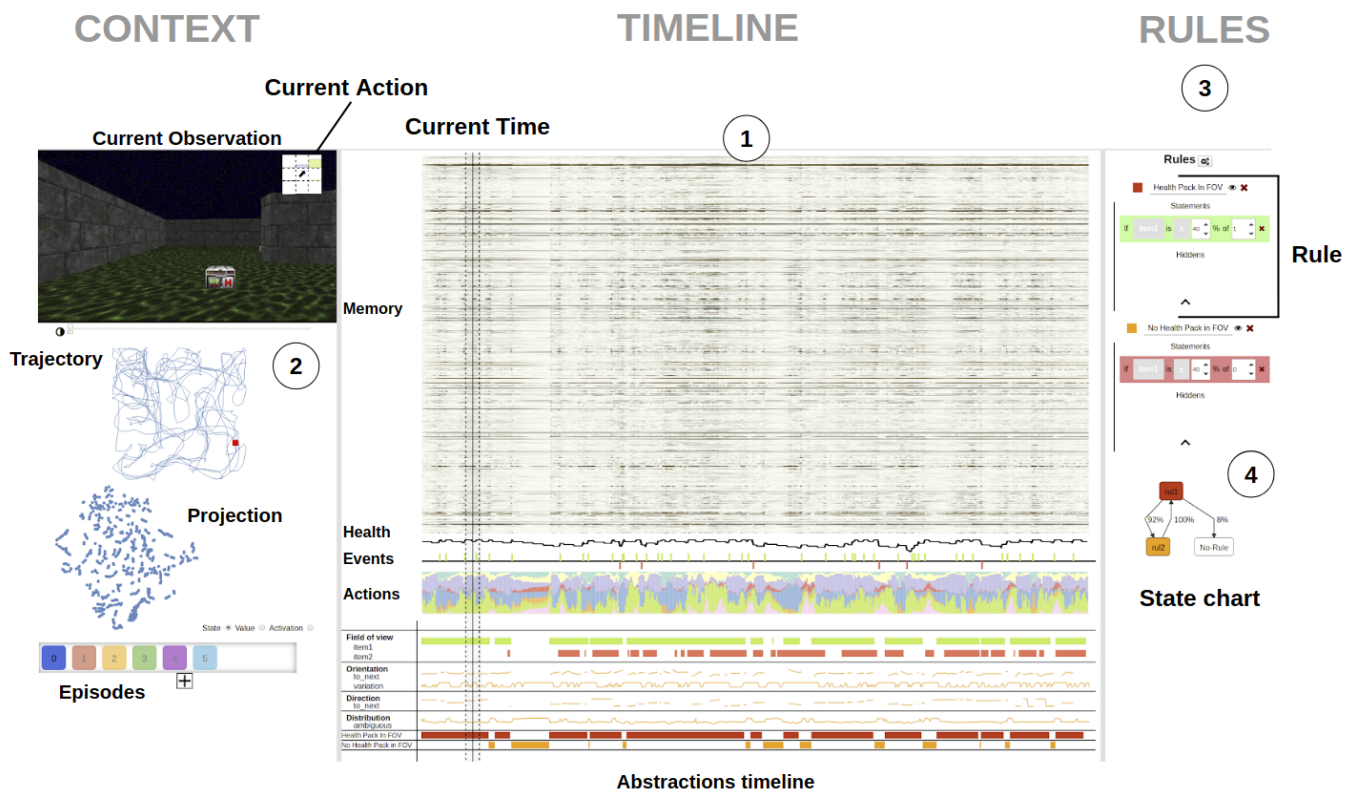 CONTEXT
TIMELINE
RULES
Current Action
3
Current Time
1
Current Observation
Rules
Health Pack In FOV
Statements
If item1 is ± 40 % of 1
Hiddens
Rule
Memory
No Health Pack in FOV
Statements
If item1 is ± 40 % of 0
Hiddens
Trajectory
2
4
Projection
rul1
92% 100% 8%
rul2 No-Rule
State chart
Health
Events
Actions
State Value Activation
Field of view
item1
item2
0 1 2 3 4 5
Episodes
Orientation
to_next
variation
Direction
to_next
Distribution
ambiguous
Health Pack In FOV
No Health Pack in FOV
Abstractions timeline